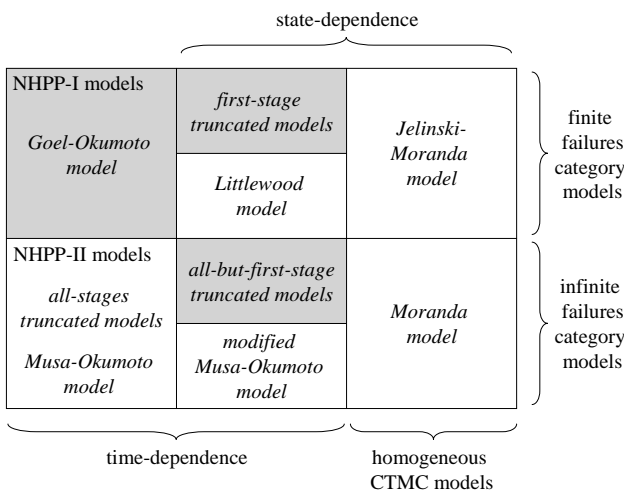 state-dependence
NHPP-I models
Goel-Okumoto
model
first-stage
truncated models
Littlewood
model
Jelinski-
Moranda
model
finite
failures
category
models
NHPP-II models
all-stages
truncated models
Musa-Okumoto
model
all-but-first-stage
truncated models
modified
Musa-Okumoto
model
Moranda
model
infinite
failures
category
models
time-dependence
homogeneous
CTMC models